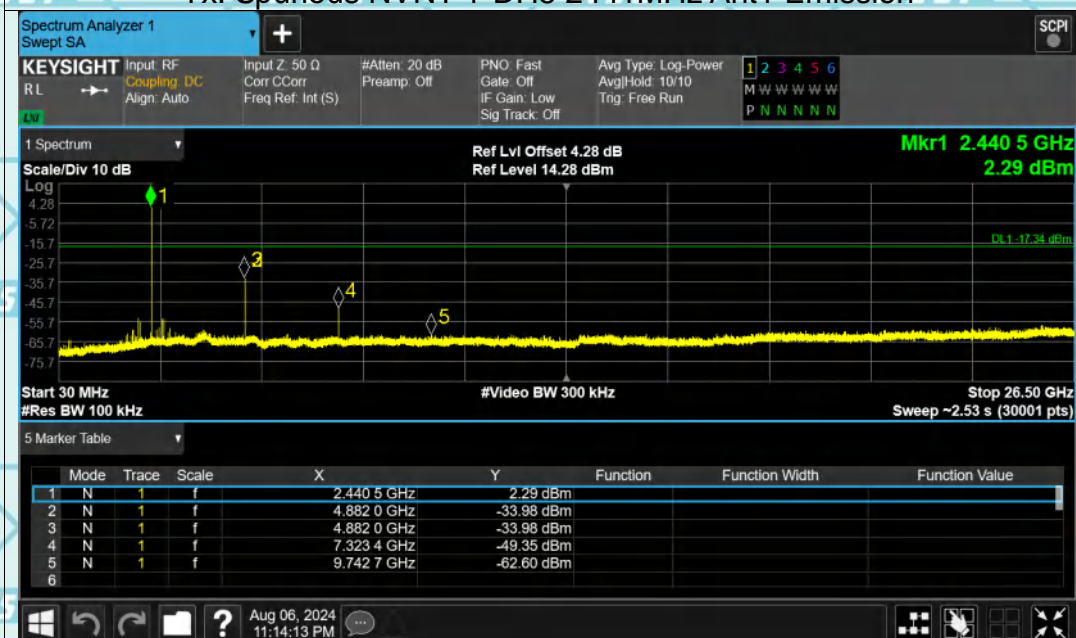 Spectrum Analyzer 1
Swept SA
+
SCPI
KEYSIGHT
RL
LXI
Input: RF
Coupling: DC
Align: Auto
Input Z: 50 Ω
Corr CCorr
Freq Ref: Int (S)
#Atten: 20 dB
Preamp: Off
PNO: Fast
Gate: Off
IF Gain: Low
Sig Track: Off
Avg Type: Log-Power
Avg|Hold: 10/10
Trig: Free Run
1 2 3 4 5 6
M W W W W W
P N N N N N
1 Spectrum
Scale/Div 10 dB
Ref Lvl Offset 4.28 dB
Ref Level 14.28 dBm
Mkr1 2.440 5 GHz
2.29 dBm
Log
4.28
-5.72
-15.7
-25.7
-35.7
-45.7
-55.7
-65.7
-75.7
1
4
5
DL1 -17.34 dBm
Start 30 MHz
#Res BW 100 kHz
#Video BW 300 kHz
Stop 26.50 GHz
Sweep ~2.53 s (30001 pts)
5 Marker Table
Mode Trace Scale X Y Function Function Width Function Value
1 N 1 f 2.440 5 GHz 2.29 dBm
2 N 1 f 4.882 0 GHz -33.98 dBm
3 N 1 f 4.882 0 GHz -33.98 dBm
4 N 1 f 7.323 4 GHz -49.35 dBm
5 N 1 f 9.742 7 GHz -62.60 dBm
6
?
Aug 06, 2024
11:14:13 PM